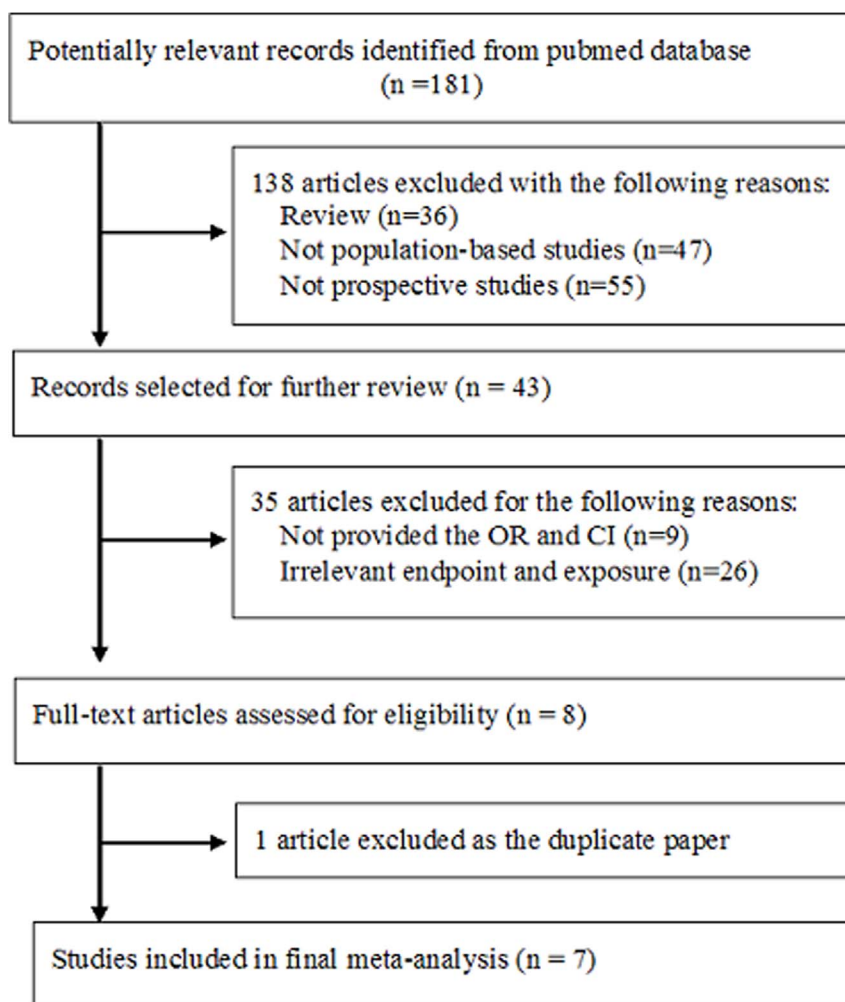 Potentially relevant records identified from pubmed database
(n =181)
138 articles excluded with the following reasons:
Review (n=36)
Not population-based studies (n=47)
Not prospective studies (n=55)
Records selected for further review (n = 43)
35 articles excluded for the following reasons:
Not provided the OR and CI (n=9)
Irrelevant endpoint and exposure (n=26)
Full-text articles assessed for eligibility (n = 8)
1 article excluded as the duplicate paper
Studies included in final meta-analysis (n = 7)